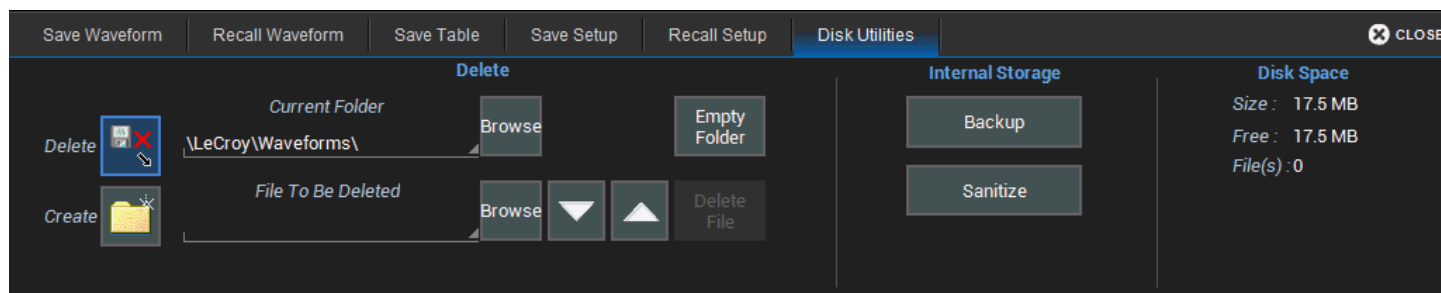 Save Waveform Recall Waveform Save Table Save Setup Recall Setup Disk Utilities CLOSE
Delete
Current Folder
Delete
\LeCroy\Waveforms\
Browse
Empty
Folder
File To Be Deleted
Create
Browse
Delete
File
Internal Storage
Backup
Sanitize
Disk Space
Size : 17.5 MB
Free : 17.5 MB
File(s) : 0